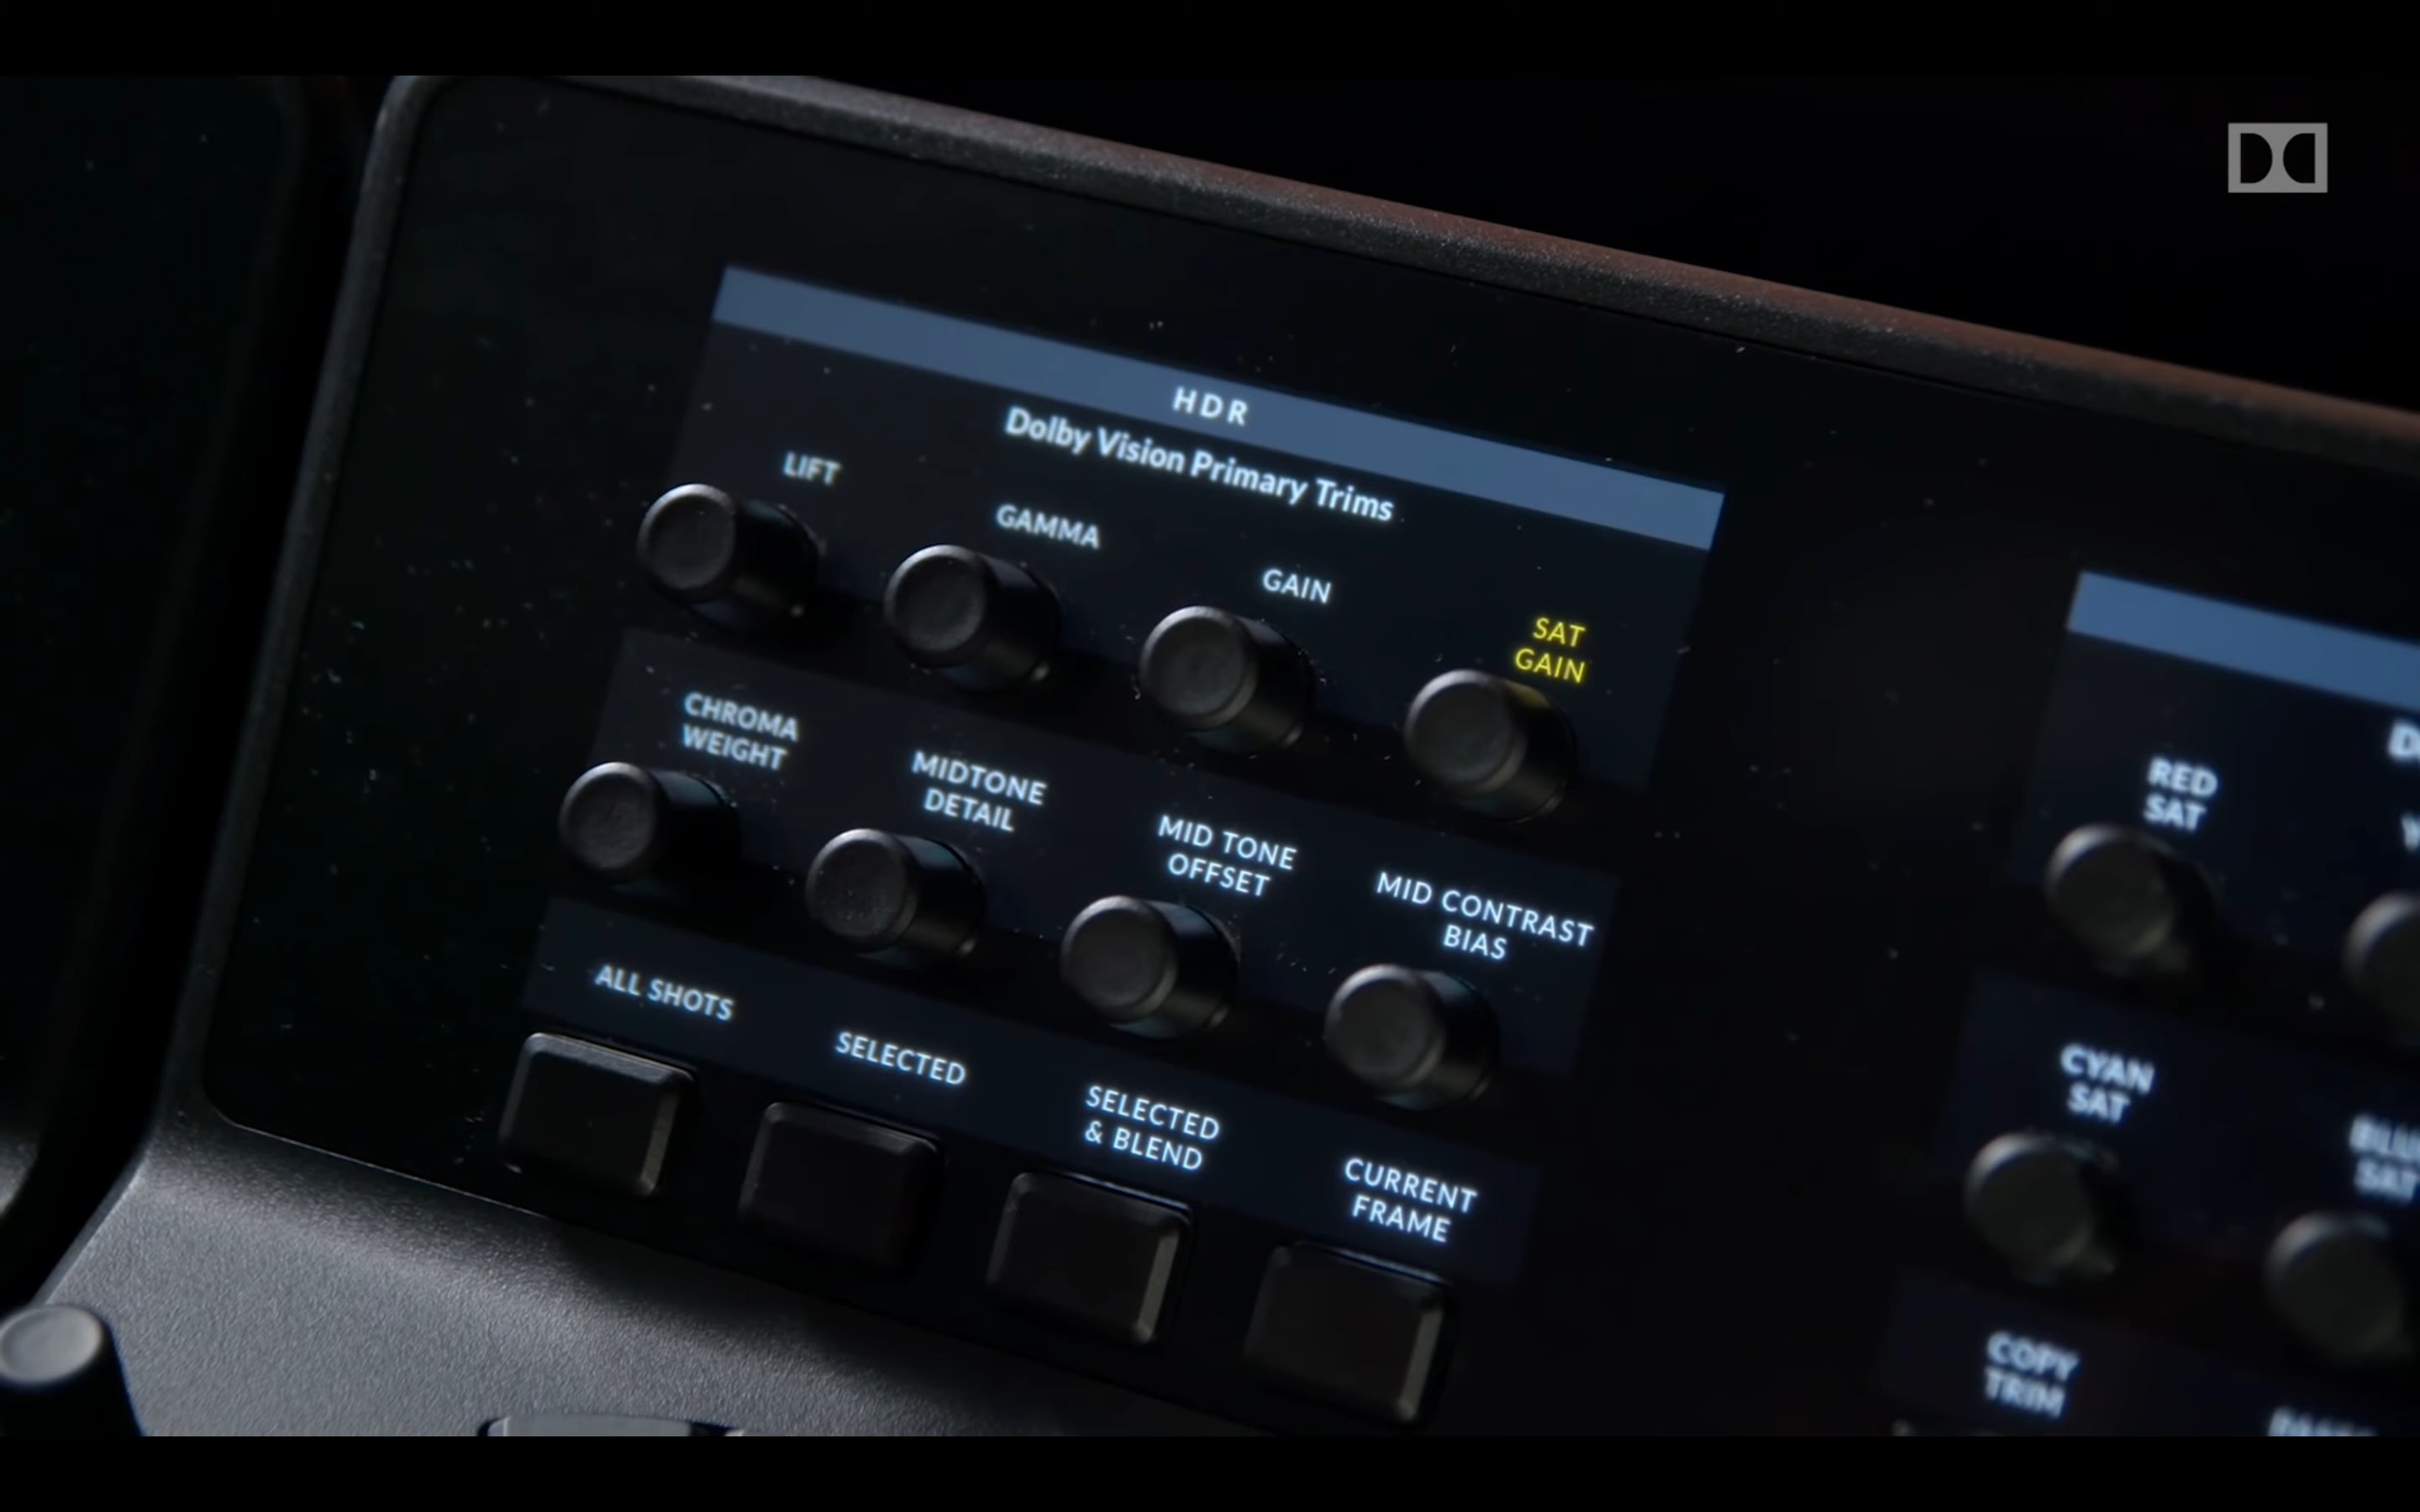 HDR
Dolby Vision Primary Trims
LIFT
GAMMA
GAIN
SAT
GAIN
CHROMA
WEIGHT
MIDTONE
DETAIL
MID TONE
OFFSET
MID CONTRAST
BIAS
ALL SHOTS
SELECTED
SELECTED
& BLEND
CURRENT
FRAME
RED
SAT
CYAN
SAT
SAT
COPY
TRIM